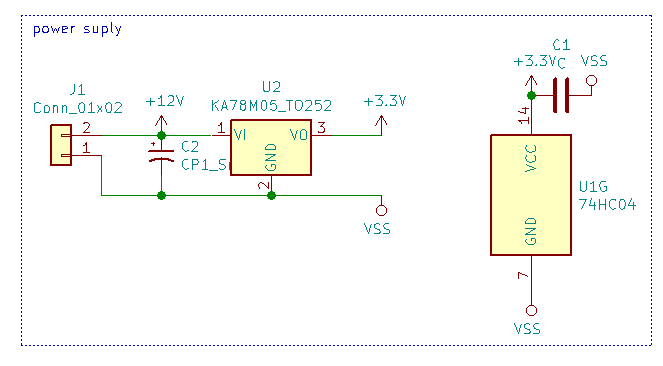 power suply
J1
Conn_01x02
2
1
+12V
C2
CP1_S
U2
KA78M05_TO252
1
VI
VO
3
GND
2
+3.3V
VSS
C1
+3.3V
C
VSS
14
VCC
GND
U1G
74HC04
7
VSS